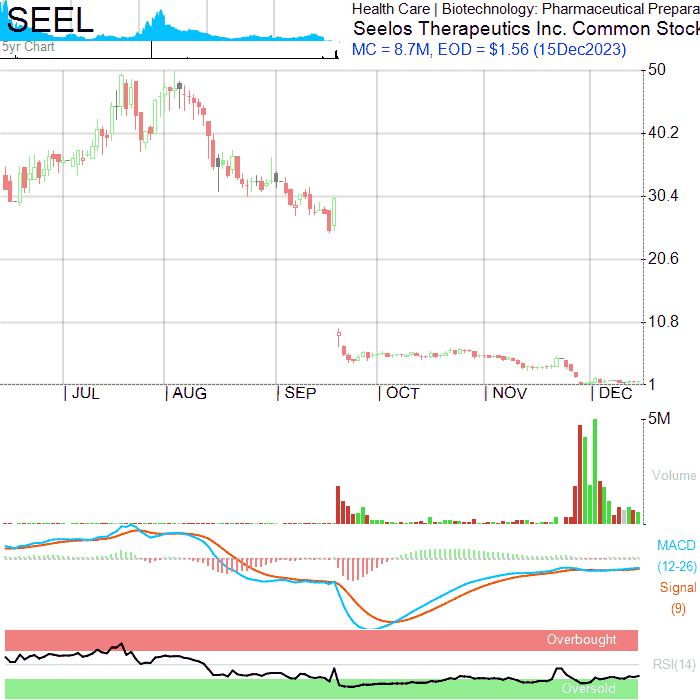 SEEL
5yr Chart
Health Care | Biotechnology: Pharmaceutical Prepara
Seelos Therapeutics Inc. Common Stock
MC = 8.7M, EOD = $1.56 (15Dec2023)
50
40.2
30.4
20.6
10.8
1
| JUL | AUG | SEP | OCT | NOV | DEC
5M
Volume
MACD
(12-26)
Signal
(9)
Overbought
RSI(14)
Oversold